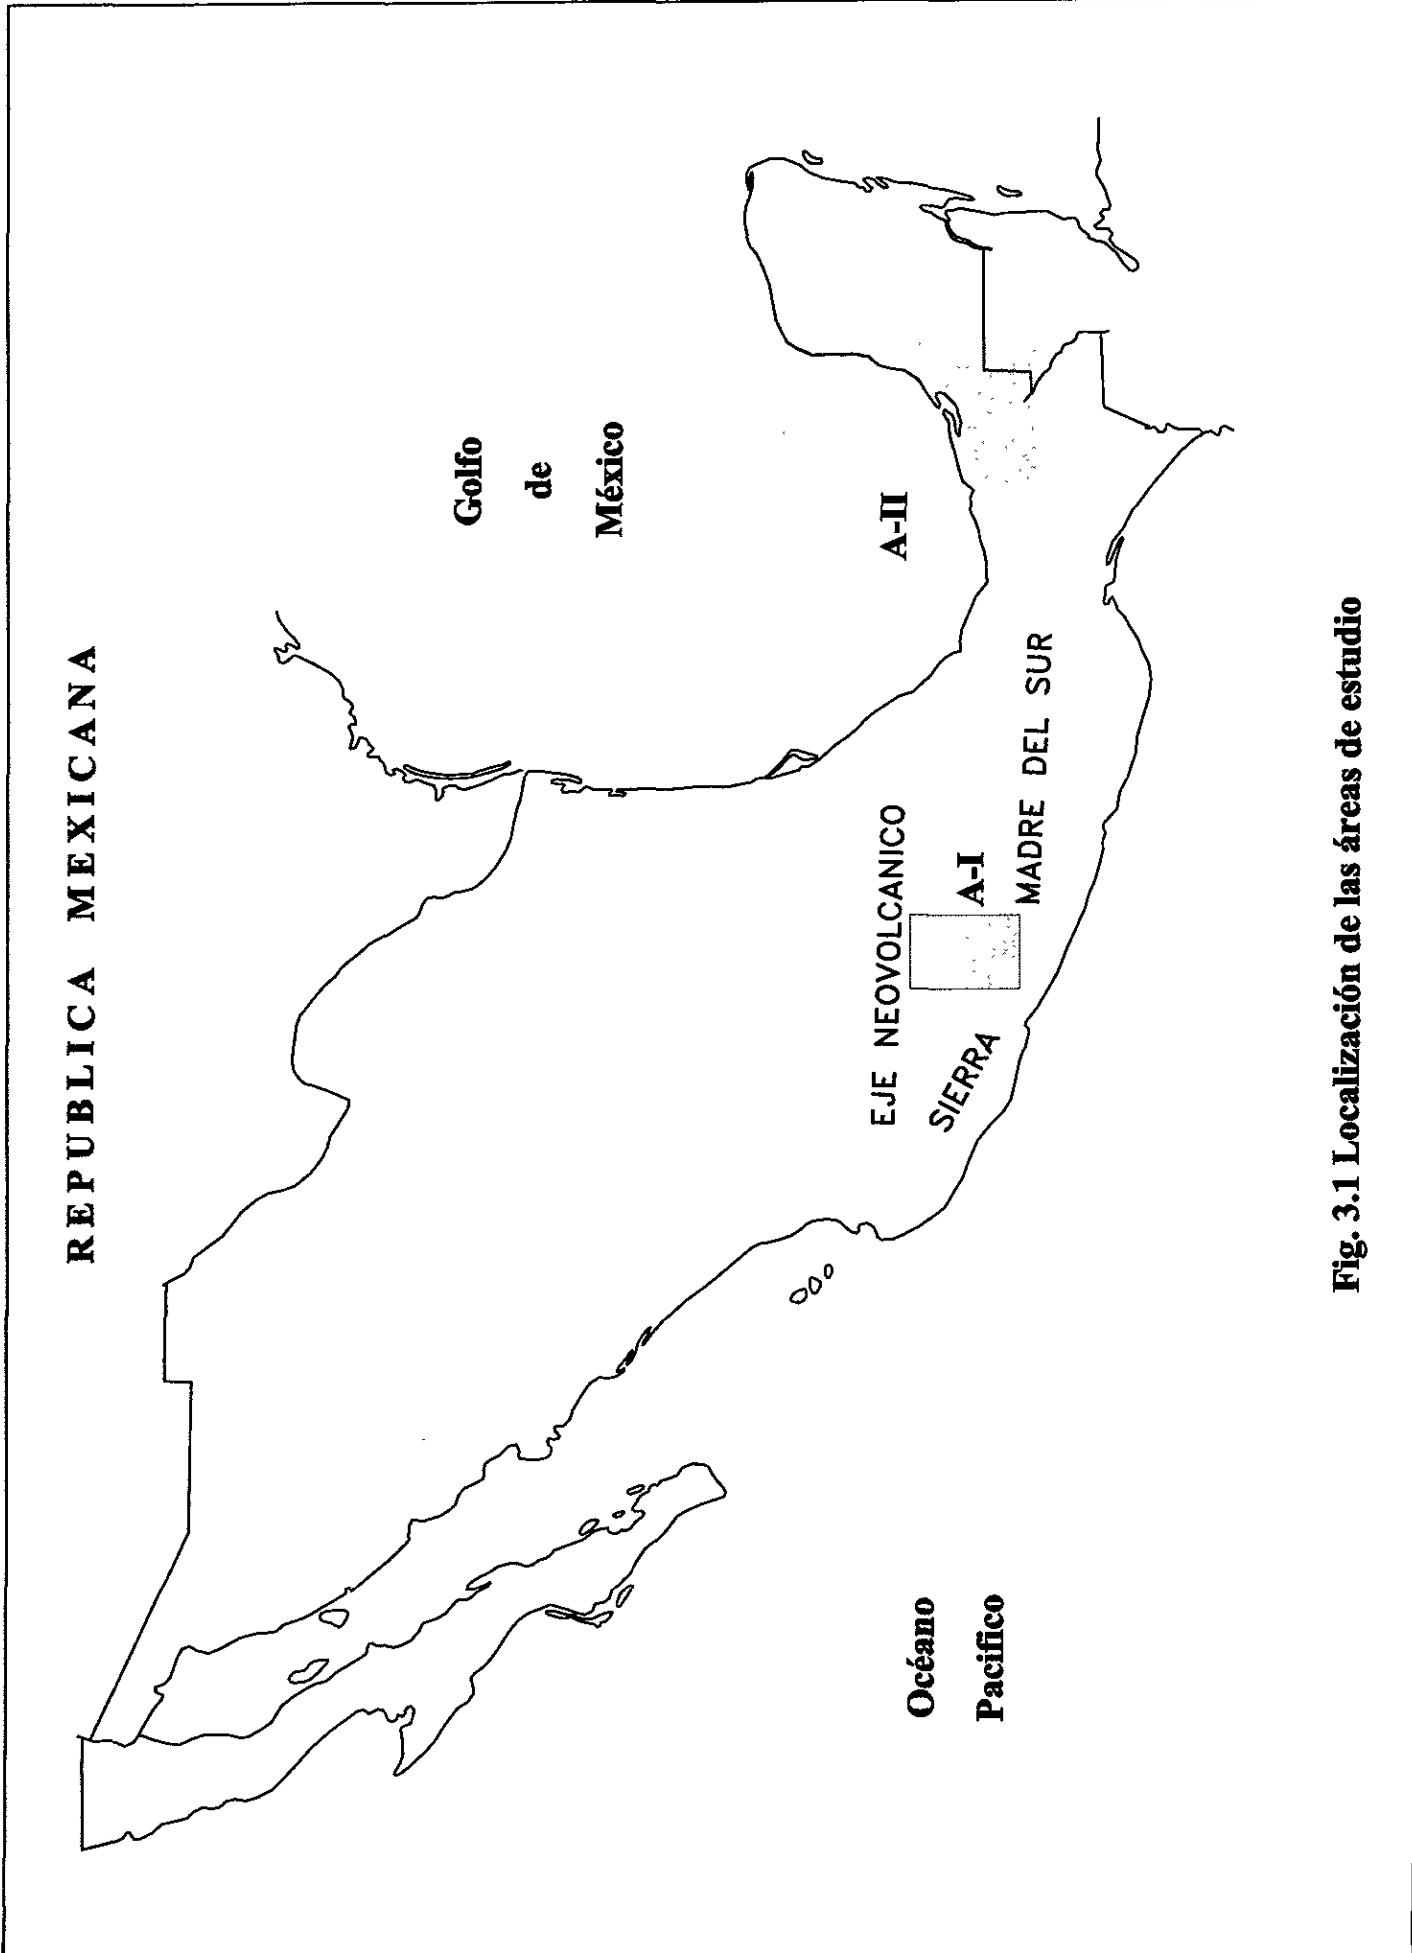 REPUBLICA MEXICANA
Golfo
de
México
A-II
EJE NEOVOLCANICO
A-I
SIERRA MADRE DEL SUR
Océano
Pacifico
Fig. 3.1 Localización de las áreas de estudio